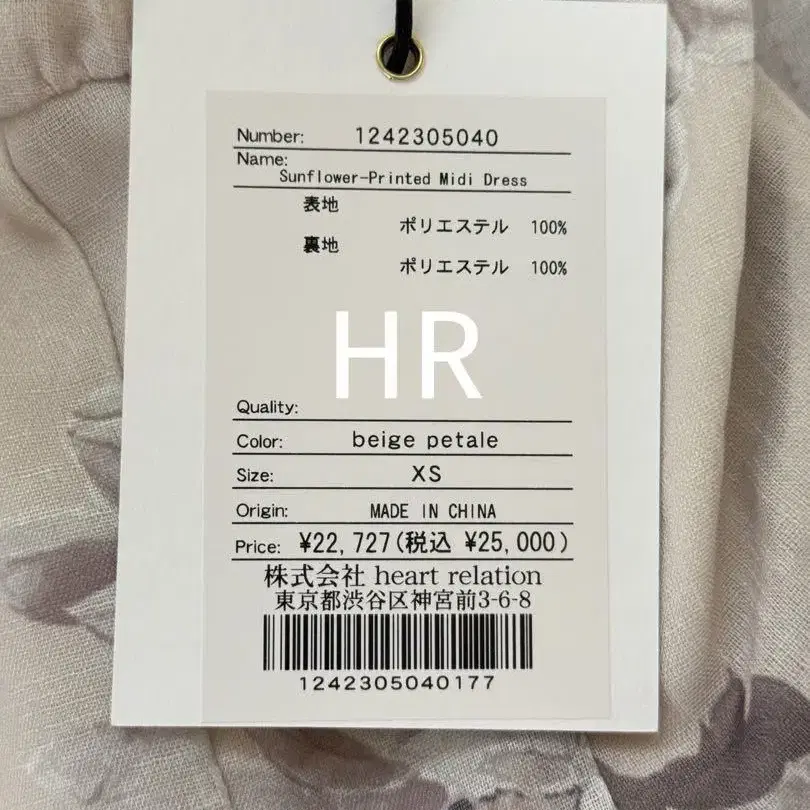 Number: 1242305040
Name:
Sunflower-Printed Midi Dress
表地
ポリエステル 100%
裏地
ポリエステル 100%
HR
Quality:
Color: beige petale
Size: XS
Origin: MADE IN CHINA
Price: ¥22,727(税込 ¥25,000)
株式会社 heart relation
東京都渋谷区神宮前3-6-8
1242305040177